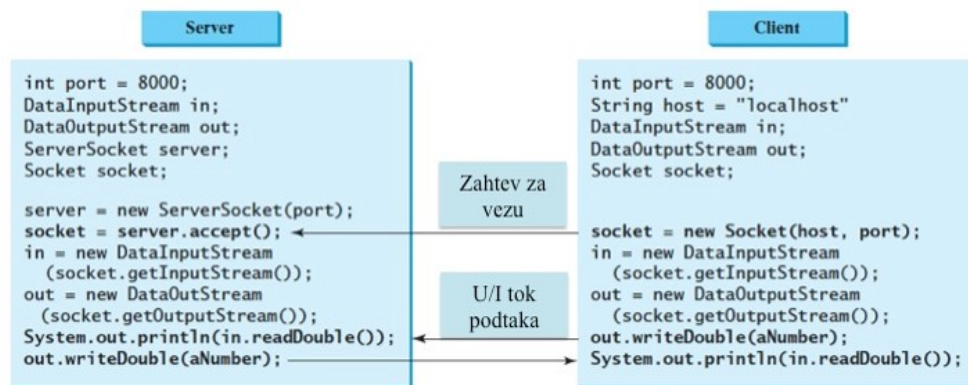 Server
int port = 8000;
DataInputStream in;
DataOutputStream out;
ServerSocket server;
Socket socket;
server = new ServerSocket(port);
socket = server.accept();
in = new DataInputStream
(socket.getInputStream());
out = new DataOutStream
(socket.getOutputStream());
System.out.println(in.readDouble());
out.writeDouble(aNumber);
Zahtev za
vezu
U/I tok
podtaka
Client
int port = 8000;
String host = "localhost"
DataInputStream in;
DataOutputStream out;
Socket socket;
socket = new Socket(host, port);
in = new DataInputStream
(socket.getInputStream());
out = new DataOutputStream
(socket.getOutputStream());
out.writeDouble(aNumber);
System.out.println(in.readDouble());